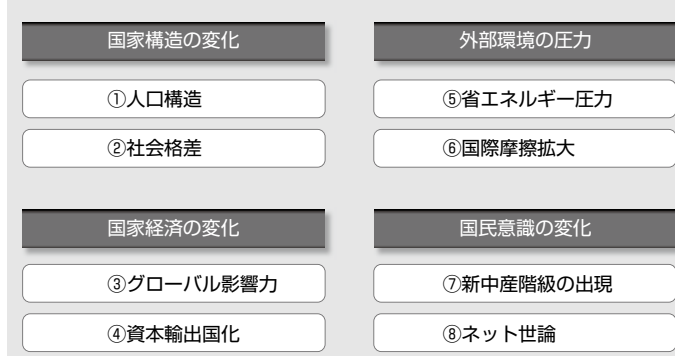 国家構造の変化
①人口構造
②社会格差
外部環境の圧力
⑤省エネルギー圧力
⑥国際摩擦拡大
国家経済の変化
③グローバル影響力
④資本輸出国化
国民意識の変化
⑦新中産階級の出現
⑧ネット世論